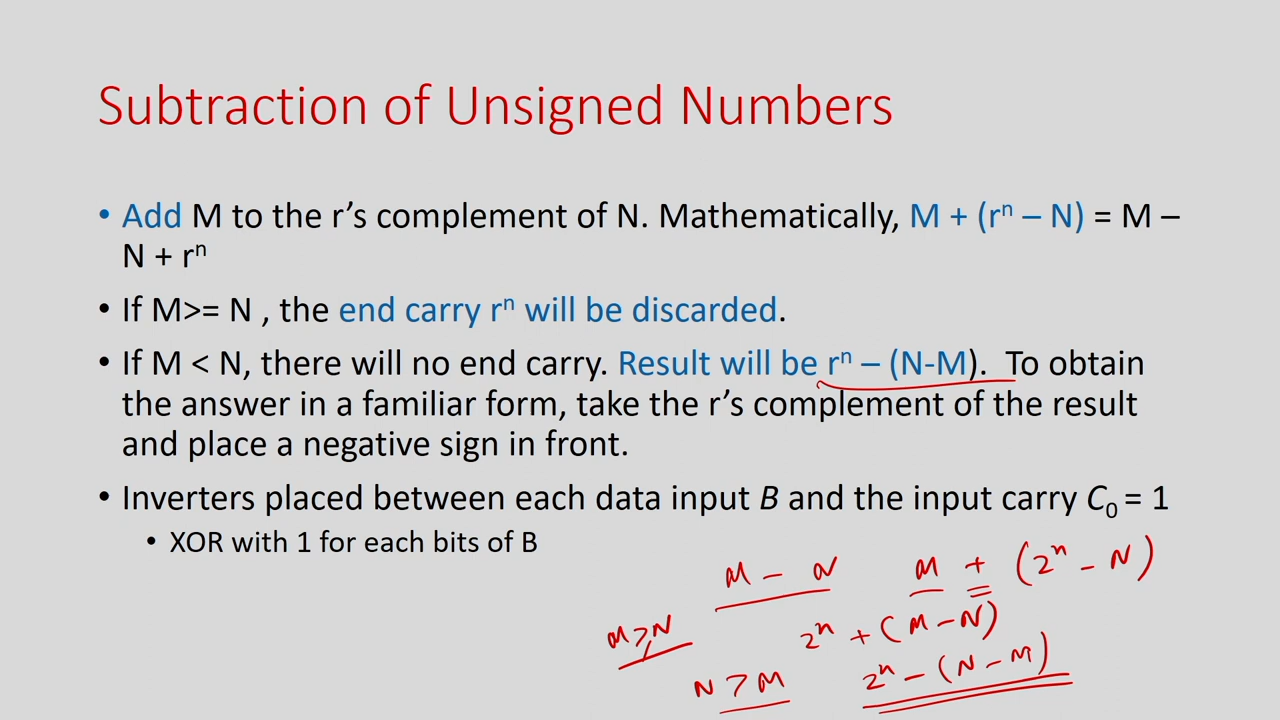 Subtraction of Unsigned Numbers
• Add M to the r’s complement of N. Mathematically, M + (rⁿ – N) = M –
N + rⁿ
• If M>= N , the end carry rⁿ will be discarded.
• If M < N, there will no end carry. Result will be rⁿ – (N-M). To obtain
the answer in a familiar form, take the r’s complement of the result
and place a negative sign in front.
• Inverters placed between each data input B and the input carry C₀ = 1
• XOR with 1 for each bits of B
M – N M + (2ⁿ – N)
M ≥ N 2ⁿ + (M – N)
N > M 2ⁿ – (N – M)